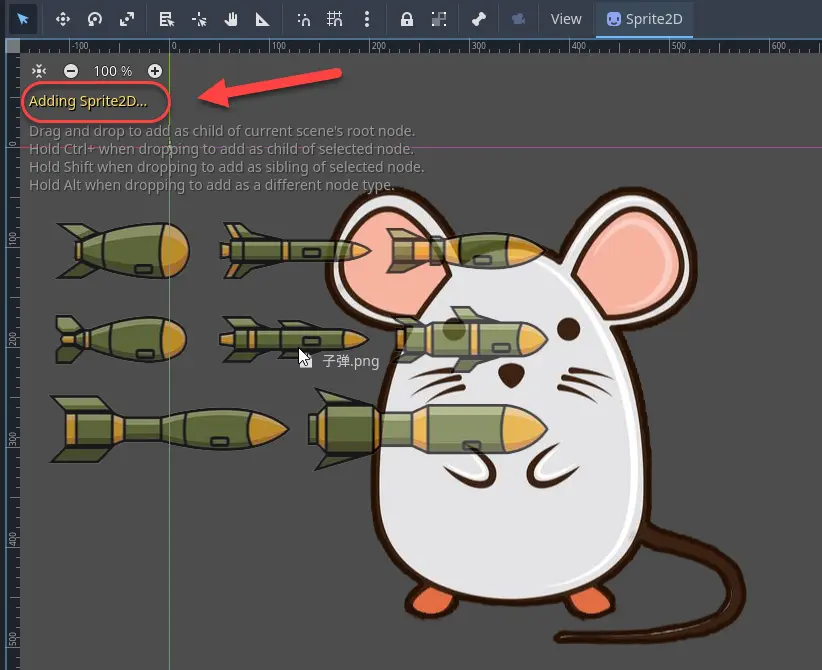 View Sprite2D
-100 0 100 200 300 400 500 600
100 %
Adding Sprite2D...
Drag and drop to add as child of current scene's root node.
Hold Ctrl+ when dropping to add as child of selected node.
Hold Shift when dropping to add as sibling of selected node.
Hold Alt when dropping to add as a different node type.
0
100
200
子弹.png
300
400
500